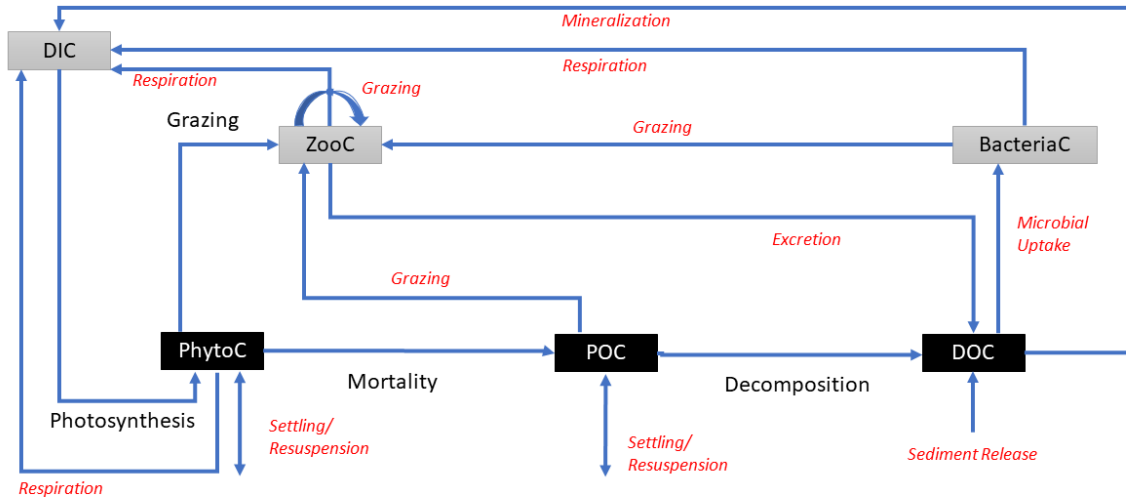 Mineralization
DIC
Respiration
Respiration
Grazing
Grazing
Grazing
ZooC
BacteriaC
Microbial
Uptake
Excretion
Grazing
PhytoC
POC
DOC
Mortality
Decomposition
Photosynthesis
Settling/
Resuspension
Settling/
Resuspension
Sediment Release
Respiration